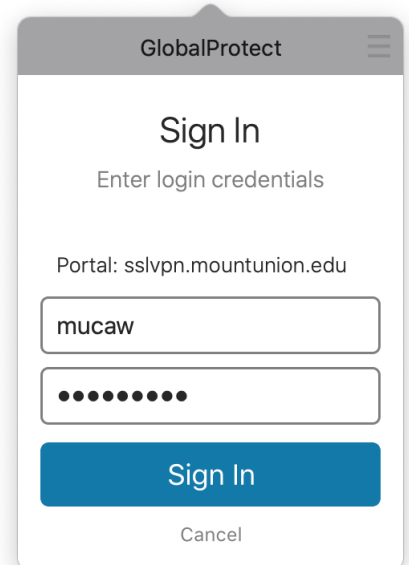 GlobalProtect
Sign In
Enter login credentials
Portal: sslvpn.mountunion.edu
mucaw
•••••••••
Sign In
Cancel